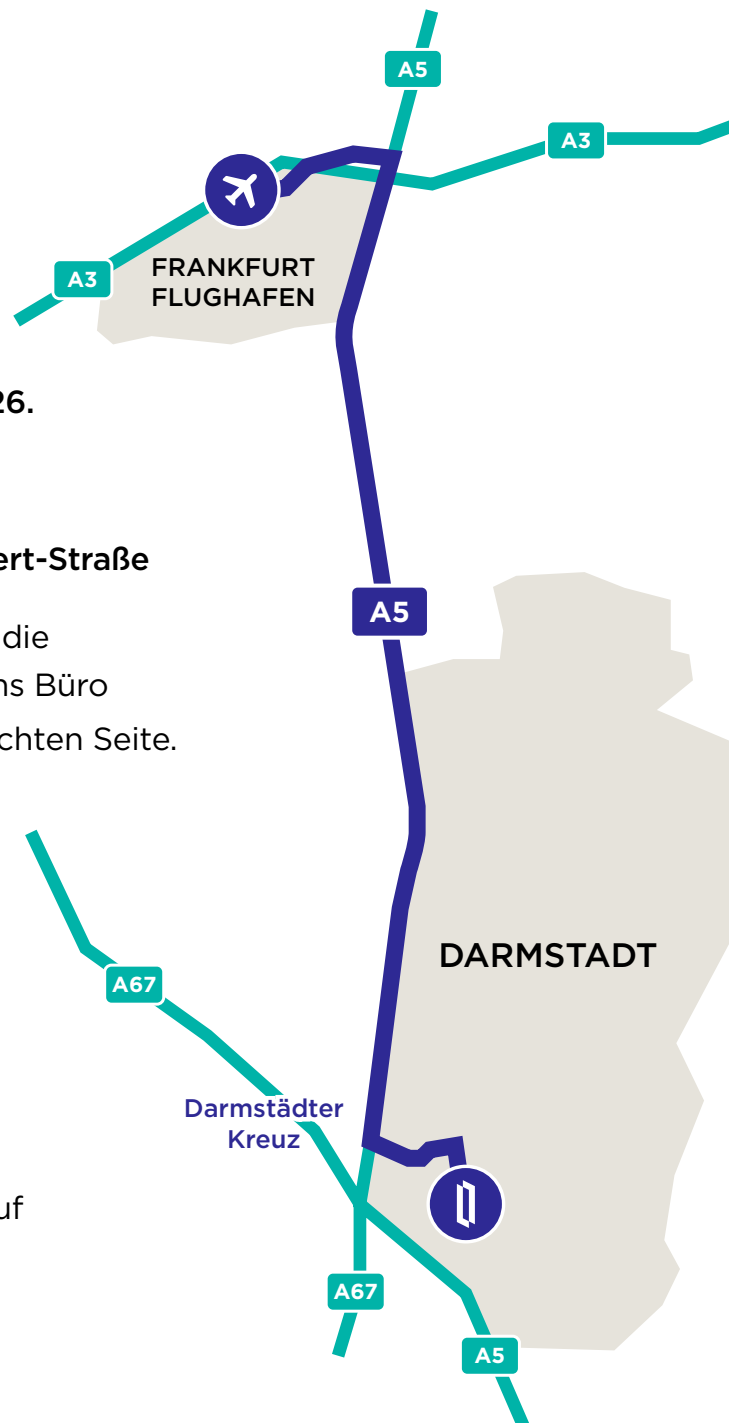 A5
A3
A3
FRANKFURT
FLUGHAFEN
26.
ert-Straße
A5
die
ns Büro
chten Seite.
DARMSTADT
A67
Darmstädter
Kreuz
uf
A67
A5